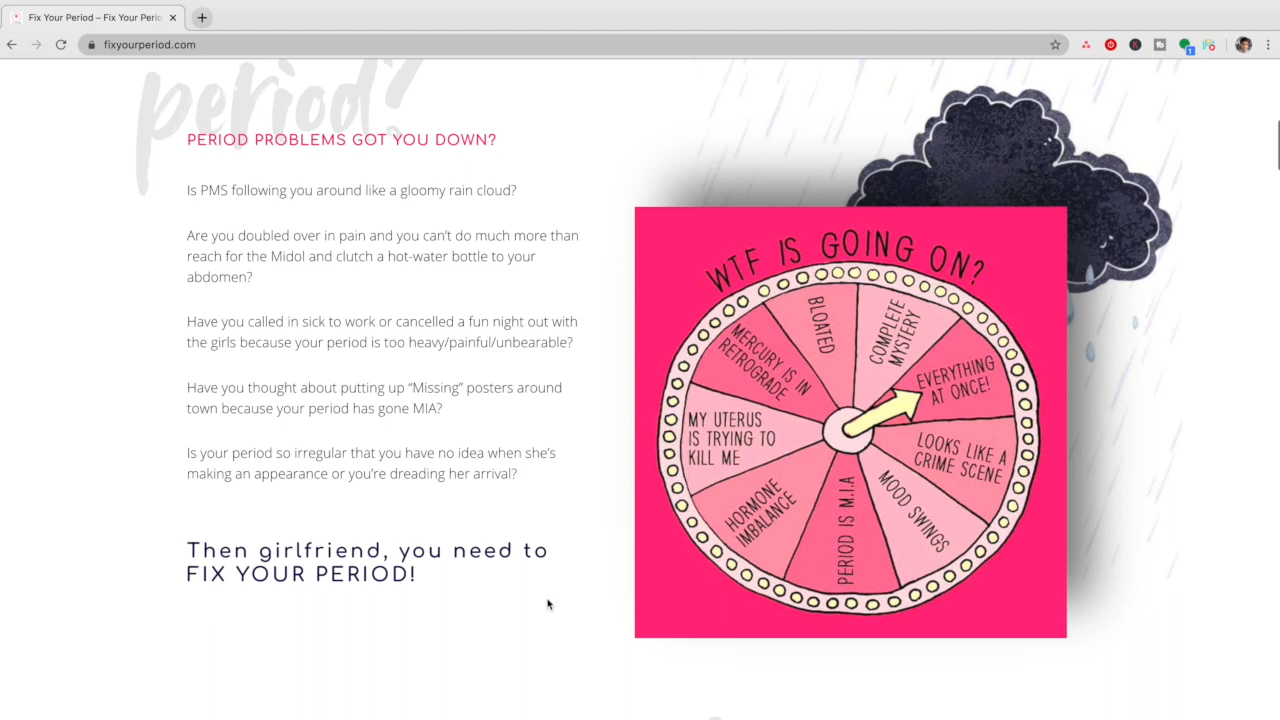 Fix Your Period – Fix Your Perio
fixyourperiod.com
period?
PERIOD PROBLEMS GOT YOU DOWN?
Is PMS following you around like a gloomy rain cloud?
Are you doubled over in pain and you can’t do much more than
reach for the Midol and clutch a hot-water bottle to your
abdomen?
Have you called in sick to work or cancelled a fun night out with
the girls because your period is too heavy/painful/unbearable?
Have you thought about putting up “Missing” posters around
town because your period has gone MIA?
Is your period so irregular that you have no idea when she’s
making an appearance or you’re dreading her arrival?
Then girlfriend, you need to
FIX YOUR PERIOD!
WTF IS GOING ON?
BLOATED
COMPLETE
MYSTERY
EVERYTHING
AT ONCE!
LOOKS LIKE A
CRIME SCENE
MOOD SWINGS
PERIOD IS M.I.A
HORMONE
IMBALANCE
MY UTERUS
IS TRYING TO
KILL ME
MERCURY IS IN
RETROGRADE
1